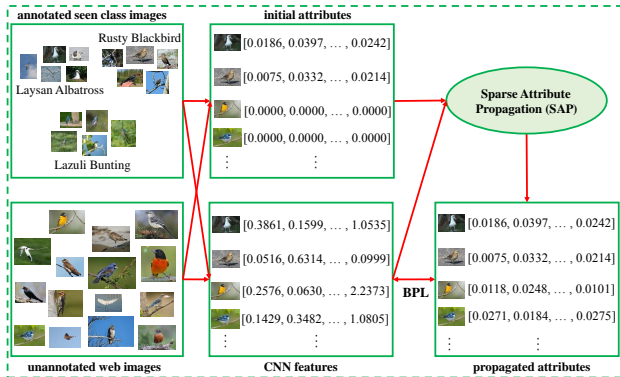 annotated seen class images
initial attributes
Rusty Blackbird
Laysan Albatross
Lazuli Bunting
[0.0186, 0.0397, … , 0.0242]
[0.0075, 0.0332, … , 0.0214]
[0.0000, 0.0000, … , 0.0000]
[0.0000, 0.0000, … , 0.0000]
⋮ ⋮
Sparse Attribute
Propagation (SAP)
[0.3861, 0.1599, … , 1.0535]
[0.0516, 0.6314, … , 0.0999]
[0.2576, 0.0630, … , 2.2373]
[0.1429, 0.3482, … , 1.0805]
⋮ ⋮
BPL
[0.0186, 0.0397, … , 0.0242]
[0.0075, 0.0332, … , 0.0214]
[0.0118, 0.0248, … , 0.0101]
[0.0271, 0.0184, … , 0.0275]
⋮ ⋮
unannotated web images
CNN features
propagated attributes